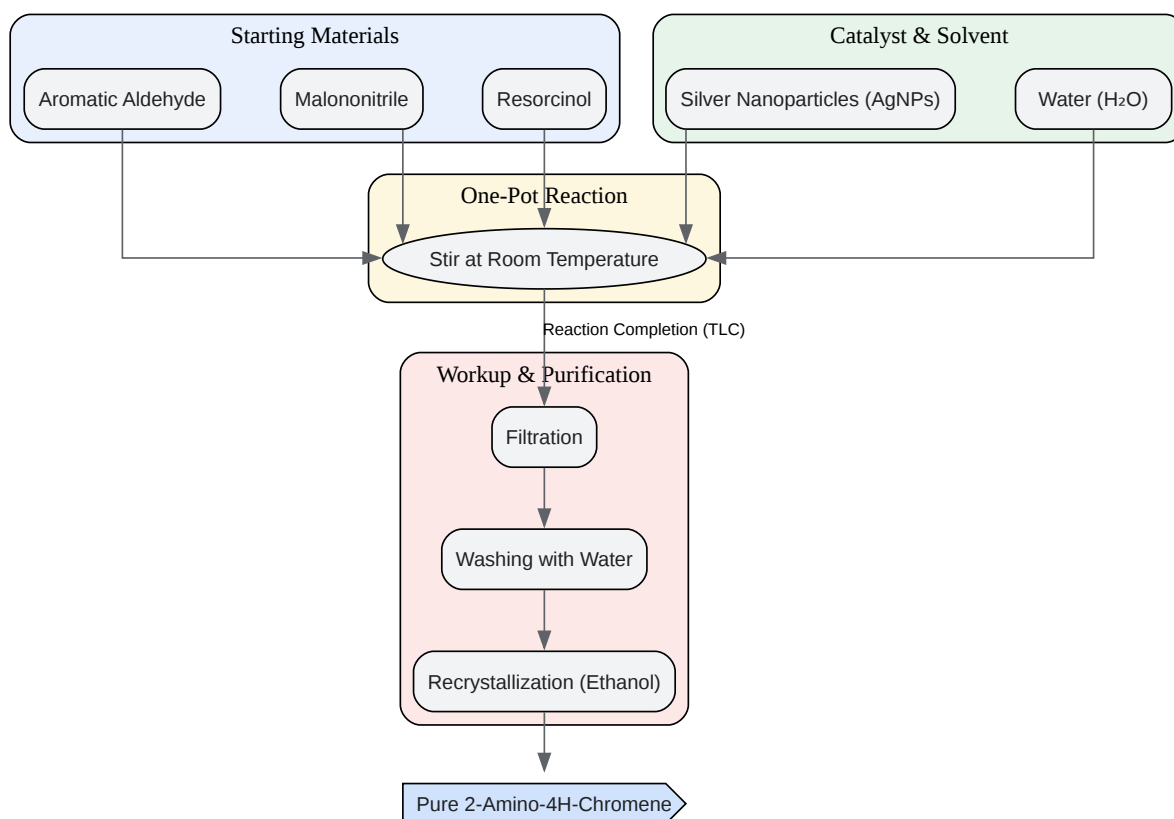 Starting Materials
Catalyst & Solvent
Aromatic Aldehyde
Malononitrile
Resorcinol
Silver Nanoparticles (AgNPs)
Water (H₂O)
One-Pot Reaction
Stir at Room Temperature
Reaction Completion (TLC)
Workup & Purification
Filtration
Washing with Water
Recrystallization (Ethanol)
Pure 2-Amino-4H-Chromene